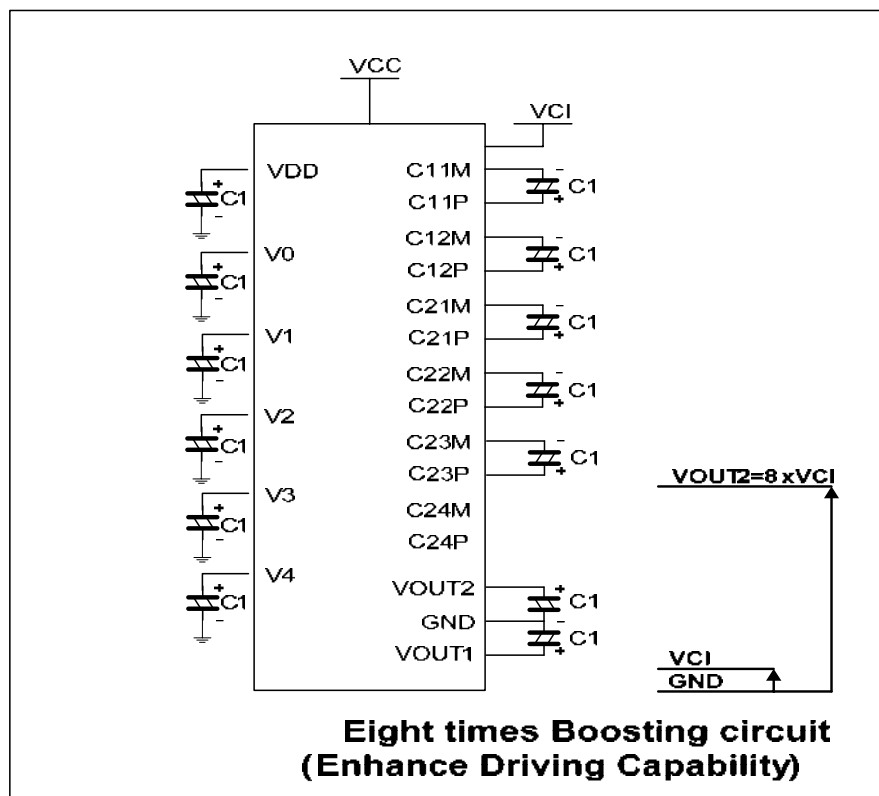 VCC
VCI
VDD
+
C1
-
V0
+
C1
-
V1
+
C1
-
V2
+
C1
-
V3
+
C1
-
V4
+
C1
-
C11M
C11P
-
C1
+
C12M
C12P
-
C1
+
C21M
C21P
-
C1
+
C22M
C22P
-
C1
+
C23M
C23P
-
C1
+
C24M
C24P
VOUT2
GND
VOUT1
+
C1
-
C1
+
VOUT2=8xVCI
VCI
GND
Eight times Boosting circuit
(Enhance Driving Capability)